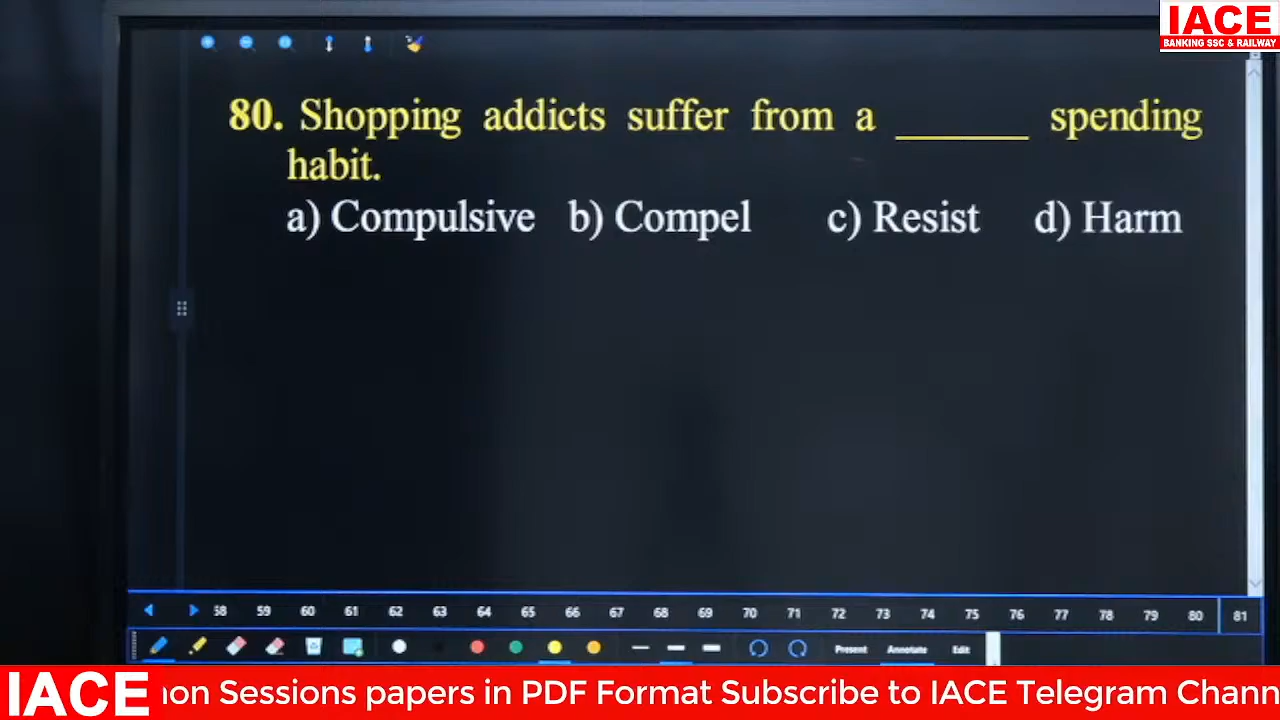 IACE
BANKING SSC & RAILWAY
80. Shopping addicts suffer from a ______ spending
habit.
a) Compulsive b) Compel c) Resist d) Harm
58 59 60 61 62 63 64 65 66 67 68 69 70 71 72 73 74 75 76 77 78 79 80 81
Present Annotate Edit
IACE non Sessions papers in PDF Format Subscribe to IACE Telegram Chann